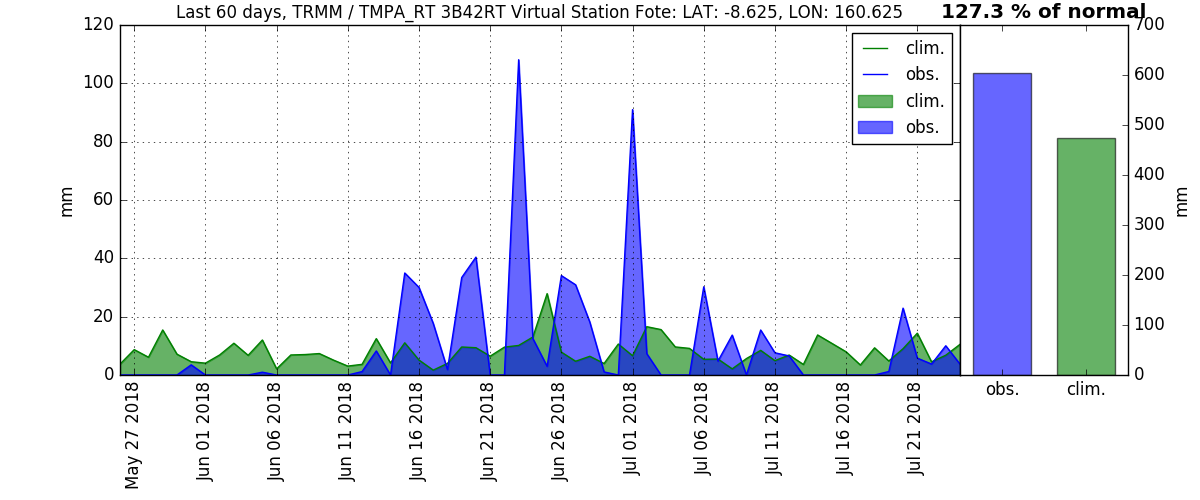 Last 60 days, TRMM / TMPA_RT 3B42RT Virtual Station Fote: LAT: -8.625, LON: 160.625
127.3 % of normal
120
100
80
60
40
20
0
mm
clim.
obs.
clim.
obs.
May 27 2018
Jun 01 2018
Jun 06 2018
Jun 11 2018
Jun 16 2018
Jun 21 2018
Jun 26 2018
Jul 01 2018
Jul 06 2018
Jul 11 2018
Jul 16 2018
Jul 21 2018
700
600
500
400
300
200
100
0
mm
obs.
clim.